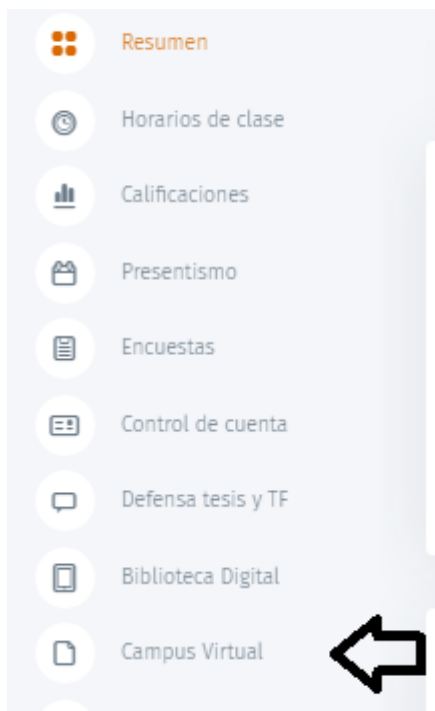 Resumen
Horarios de clase
Calificaciones
Presentismo
Encuestas
Control de cuenta
Defensa tesis y TF
Biblioteca Digital
Campus Virtual